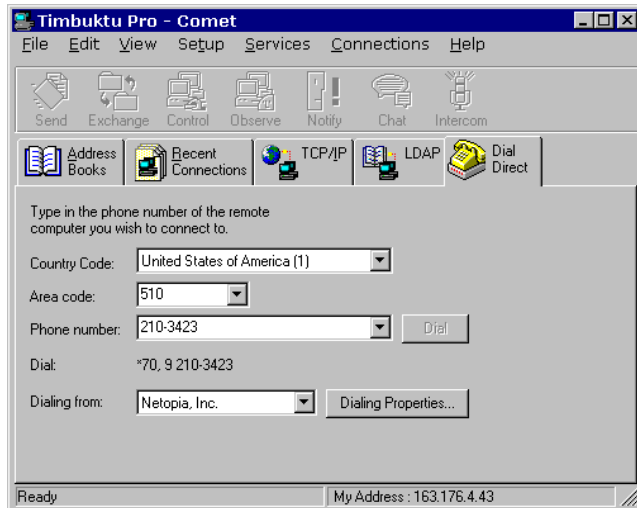 Timbuktu Pro - Comet
File Edit View Setup Services Connections Help
Send Exchange Control Observe Notify Chat Intercom
Address Books
Recent Connections
TCP/IP
LDAP
Dial Direct
Type in the phone number of the remote
computer you wish to connect to.
Country Code: United States of America (1)
Area code: 510
Phone number: 210-3423 Dial
Dial: *70, 9 210-3423
Dialing from: Netopia, Inc. Dialing Properties...
Ready My Address : 163.176.4.43